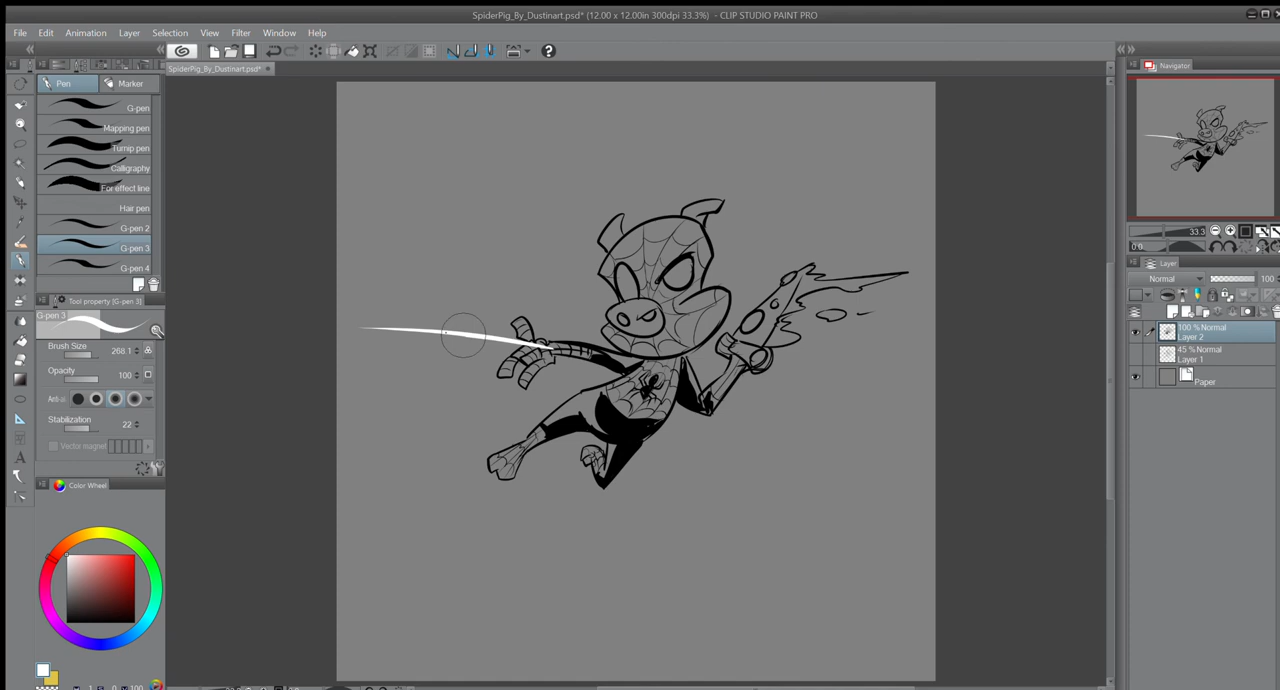 SpiderPig_By_Dustinart.psd* (12.00 x 12.00in 300dpi 33.3%) - CLIP STUDIO PAINT PRO
File Edit Animation Layer Selection View Filter Window Help
SpiderPig_By_Dustinart.psd*
Pen Marker
G-pen
Mapping pen
Turnip pen
Calligraphy
For effect line
Hair pen
G-pen 2
G-pen 3
G-pen 4
Tool property [G-pen 3]
G-pen 3
Brush Size 268.1
Opacity 100
Stabilization 22
Vector magnet
Color Wheel
Navigator
33.3
0.0
Layer
Normal 100
100 % Normal
Layer 2
45 % Normal
Layer 1
Paper